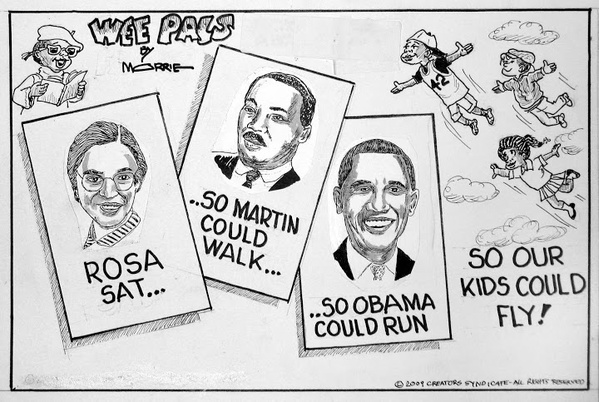 WEE PALS
BY
MORRIE
ROSA
SAT...
..SO MARTIN
COULD
WALK...
..SO OBAMA
COULD RUN
42
SO OUR
KIDS COULD
FLY!
© 2009 CREATORS SYNDICATE-ALL RIGHTS RESERVED